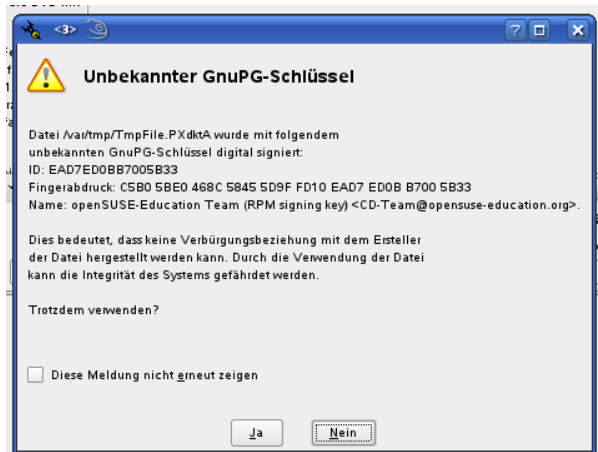 <3>
Unbekannter GnuPG-Schlüssel
Datei /var/tmp/TmpFile.PXdktA wurde mit folgendem
unbekannten GnuPG-Schlüssel digital signiert:
ID: EAD7ED0BB7005B33
Fingerabdruck: C5B0 5BE0 468C 5845 5D9F FD10 EAD7 ED0B B700 5B33
Name: openSUSE-Education Team (RPM signing key) <CD-Team@opensuse-education.org>.
Dies bedeutet, dass keine Verbürgungsbeziehung mit dem Ersteller
der Datei hergestellt werden kann. Durch die Verwendung der Datei
kann die Integrität des Systems gefährdet werden.
Trotzdem verwenden?
Diese Meldung nicht erneut zeigen
Ja Nein